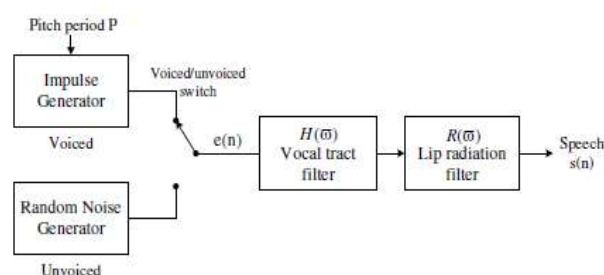 Pitch period P
Impulse
Generator
Voiced
Voiced/unvoiced
switch
e(n)
H(ϖ)
Vocal tract
filter
R(ϖ)
Lip radiation
filter
Speech
s(n)
Random Noise
Generator
Unvoiced